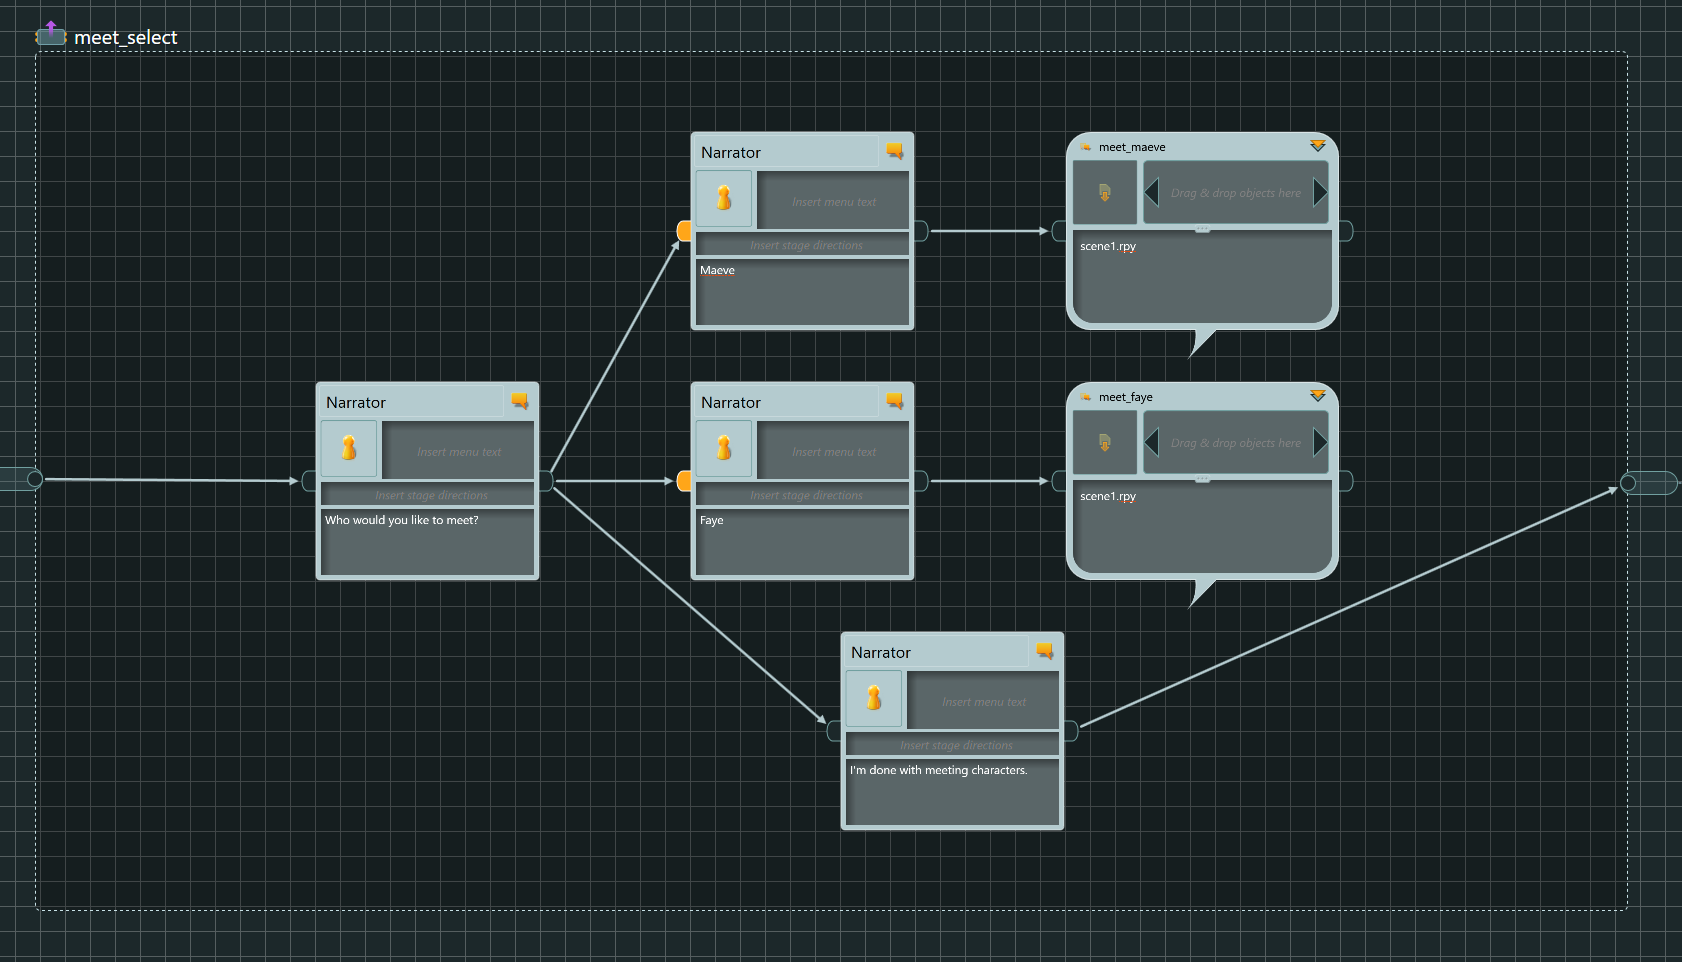 meet_select
Narrator
Insert menu text
Insert stage directions
Maeve
meet_maeve
Drag & drop objects here
scene1.rpy
Narrator
Insert menu text
Insert stage directions
Who would you like to meet?
Narrator
Insert menu text
Insert stage directions
Faye
meet_faye
Drag & drop objects here
scene1.rpy
Narrator
Insert menu text
Insert stage directions
I'm done with meeting characters.